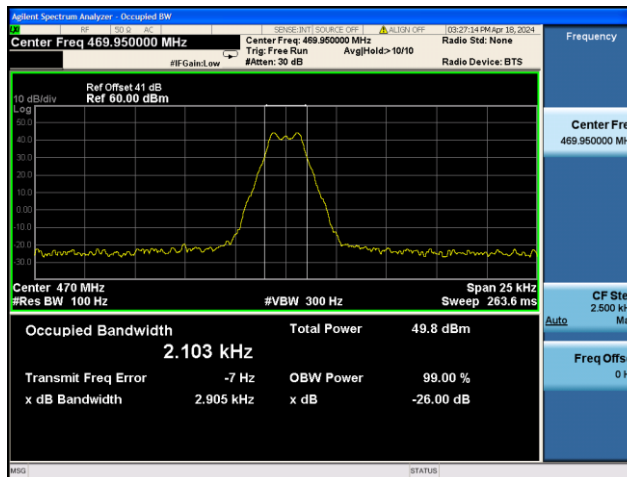 Agilent Spectrum Analyzer - Occupied BW
RF 50 Ω AC SENSE:INT SOURCE OFF ALIGN OFF 03:27:14 PM Apr 18, 2024
Center Freq 469.950000 MHz
Center Freq: 469.950000 MHz
Radio Std: None
Trig: Free Run Avg|Hold:> 10/10
#IFGain:Low
#Atten: 30 dB
Radio Device: BTS
Frequency
Ref Offset 41 dB
10 dB/div
Ref 60.00 dBm
Log
50.0
40.0
30.0
20.0
10.0
0.00
-10.0
-20.0
-30.0
Center Fre
469.950000 MH
Center 470 MHz
Span 25 kHz
#Res BW 100 Hz
#VBW 300 Hz
Sweep 263.6 ms
CF Ste
2.500 kH
Auto Ma
Occupied Bandwidth
Total Power 49.8 dBm
2.103 kHz
Transmit Freq Error -7 Hz
OBW Power 99.00 %
x dB Bandwidth 2.905 kHz
x dB -26.00 dB
Freq Offs
0 H
MSG
STATUS